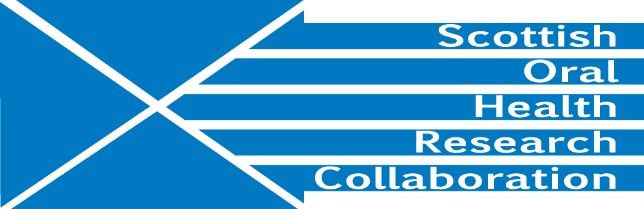 Scottish
Oral
Health
Research
Collaboration